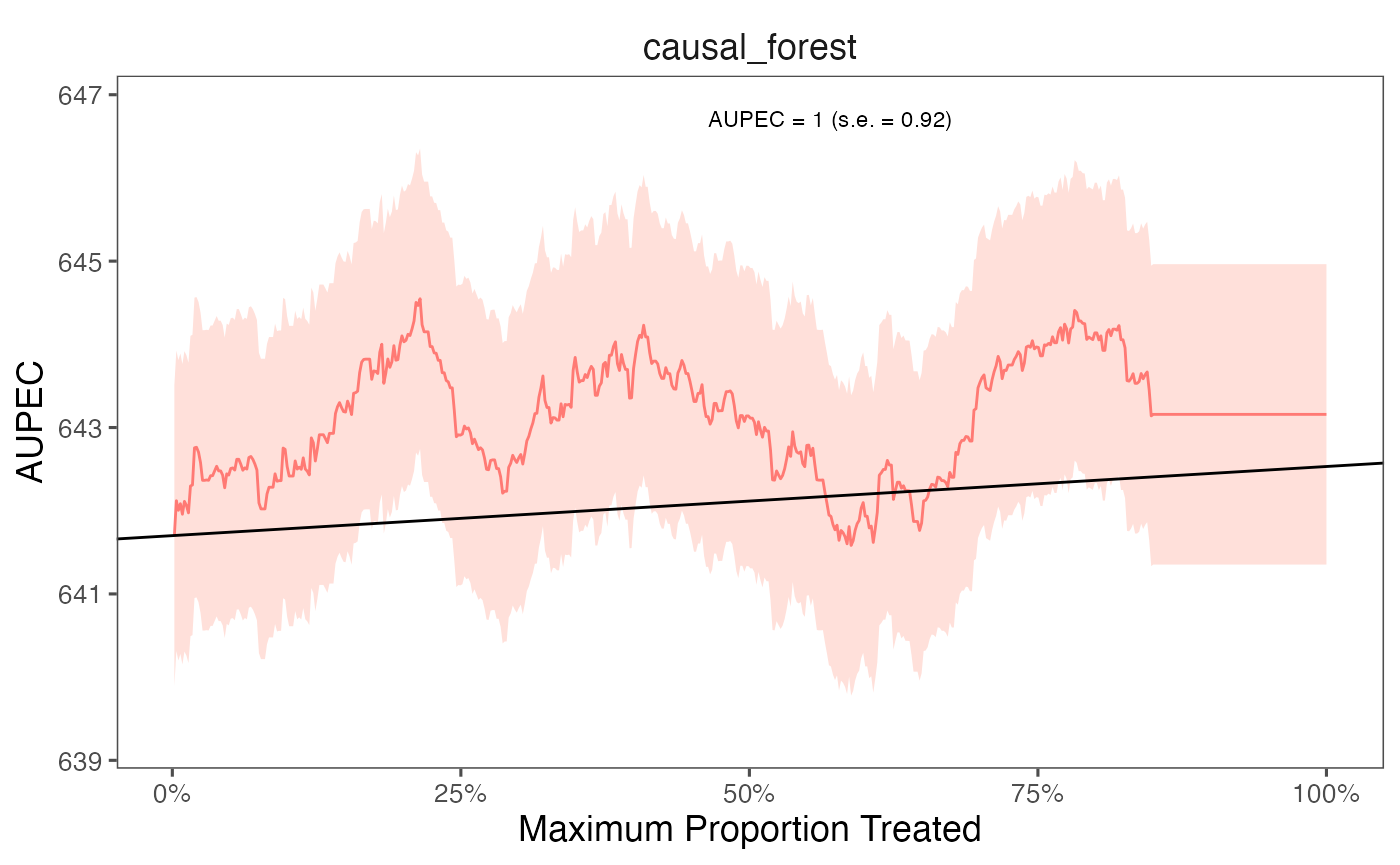 causal_forest
AUPEC = 1 (s.e. = 0.92)
AUPEC
647
645
643
641
639
0%
25%
50%
75%
100%
Maximum Proportion Treated